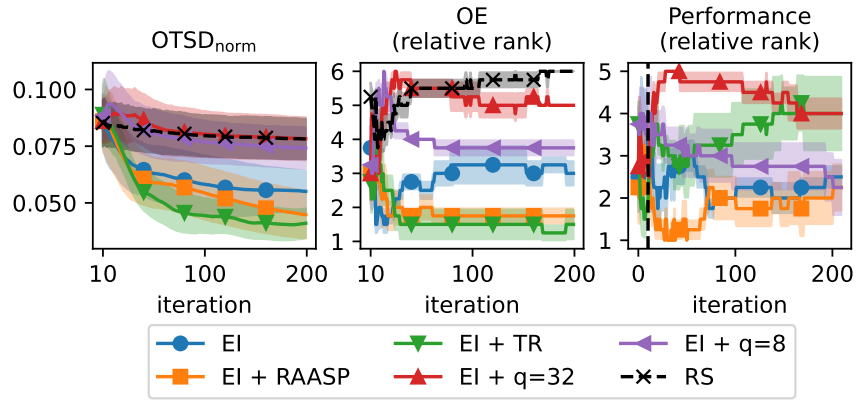 OTSDnorm
OE
(relative rank)
Performance
(relative rank)
0.100
0.075
0.050
10
100
200
iteration
6
5
4
3
2
1
10
100
200
iteration
5
4
3
2
1
0
100
200
iteration
EI
EI + TR
EI + q=8
EI + RAASP
EI + q=32
RS